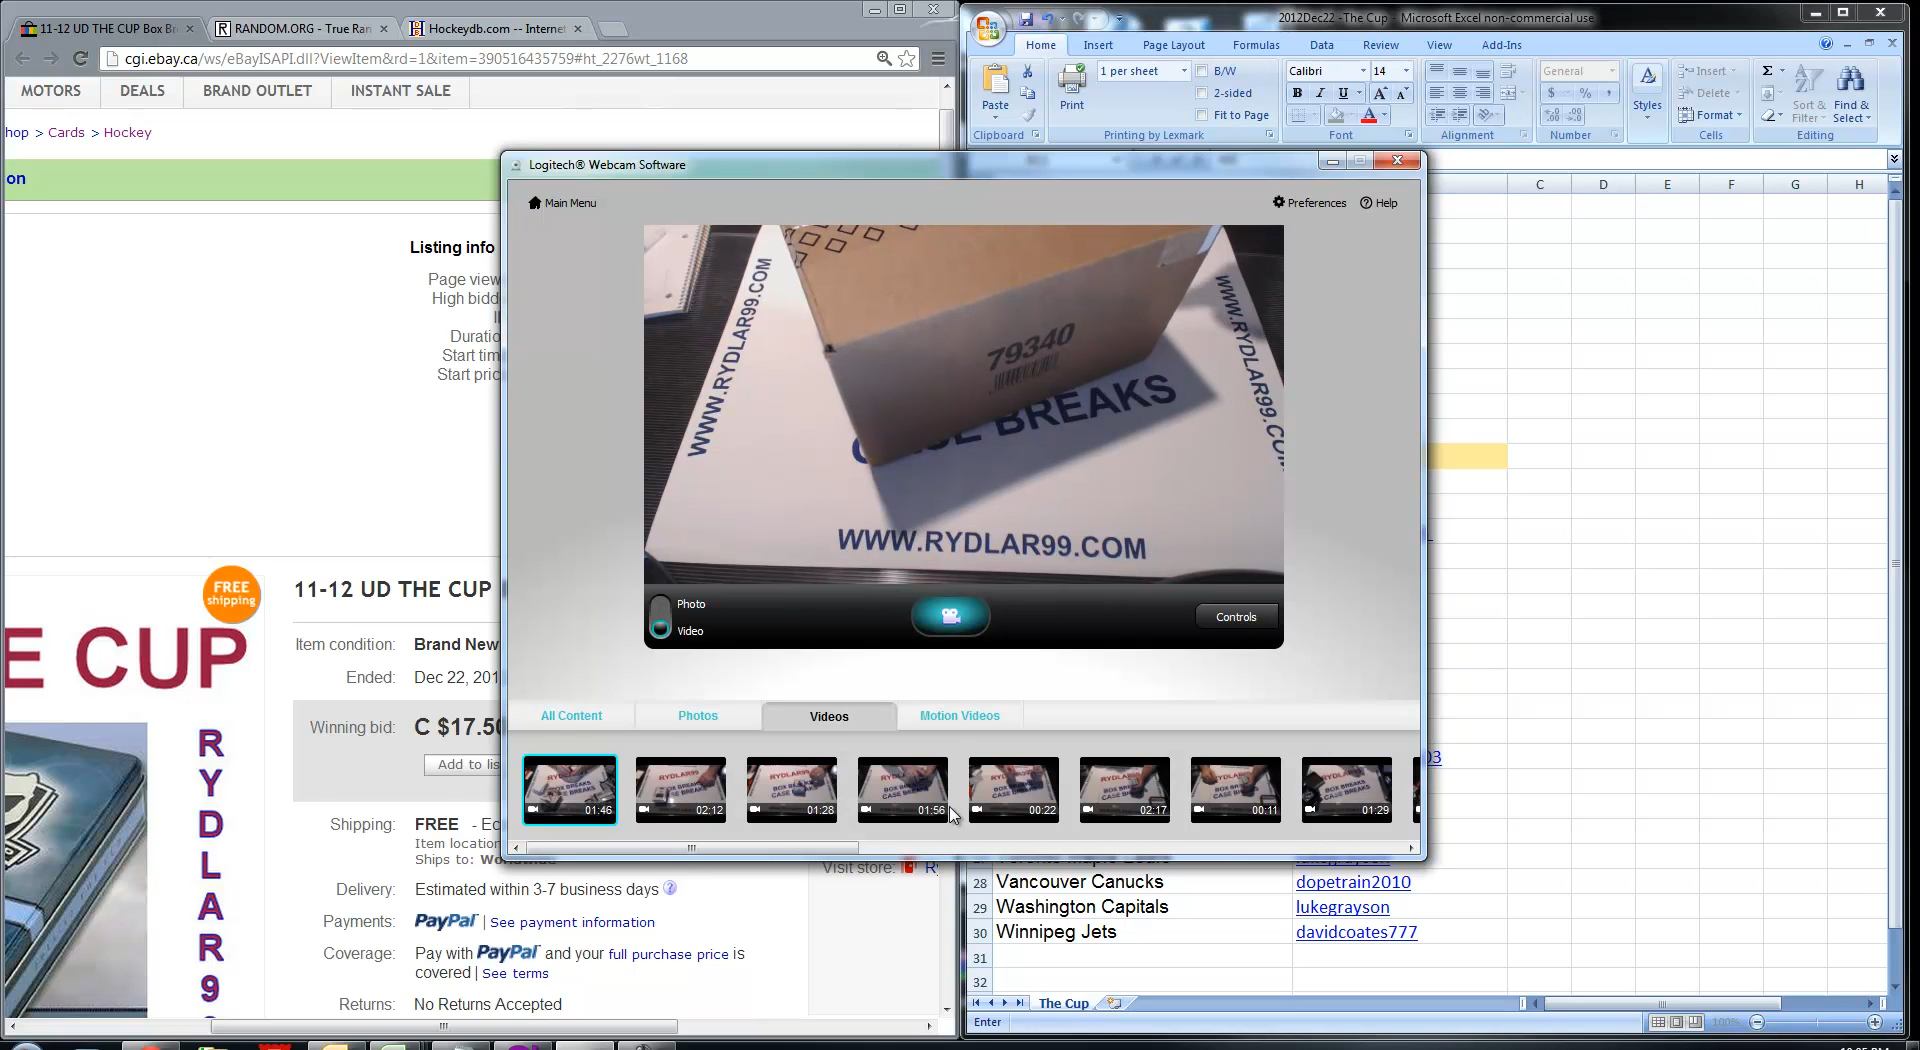 11-12 UD THE CUP Box Br
RANDOM.ORG - True Ran
Hockeydb.com -- Internet
cgi.ebay.ca/ws/eBayISAPI.dll?ViewItem&rd=1&item=390516435759#ht_2276wt_1168
MOTORS DEALS BRAND OUTLET INSTANT SALE
hop > Cards > Hockey
on
Listing info
Page view
High bidd
Duratio
Start tim
Start pric
FREE
shipping
11-12 UD THE CUP
E CUP
R
Y
D
L
A
R
9
Item condition: Brand New
Ended: Dec 22, 201
Winning bid: C $17.50
Add to lis
Shipping: FREE - Ec
Item location
Ships to: Worldwide
Delivery: Estimated within 3-7 business days
Payments: PayPal | See payment information
Coverage: Pay with PayPal and your full purchase price is
covered | See terms
Returns: No Returns Accepted
Visit store: Ry
2012Dec22 -The Cup - Microsoft Excel non-commercial use
Home Insert Page Layout Formulas Data Review View Add-Ins
Paste
Clipboard
Print
1 per sheet
B/W
2-sided
Fit to Page
Printing by Lexmark
Calibri 14
B I U
Font
Alignment
General
$ % ,
Number
Styles
Insert
Delete
Format
Cells
Sort &
Filter
Find &
Select
Editing
C D E F G H
03
28 Vancouver Canucks dopetrain2010
29 Washington Capitals lukegrayson
30 Winnipeg Jets davidcoates777
31
32
The Cup
Enter
100%
Logitech® Webcam Software
Main Menu
Preferences
Help
WWW.RYDLAR99.COM
WWW.RYDLAR99.COM
79340
CASE BREAKS
WWW.RYDLAR99.COM
Photo
Video
Controls
All Content Photos Videos Motion Videos
01:46 02:12 01:28 01:56 00:22 02:17 00:11 01:29